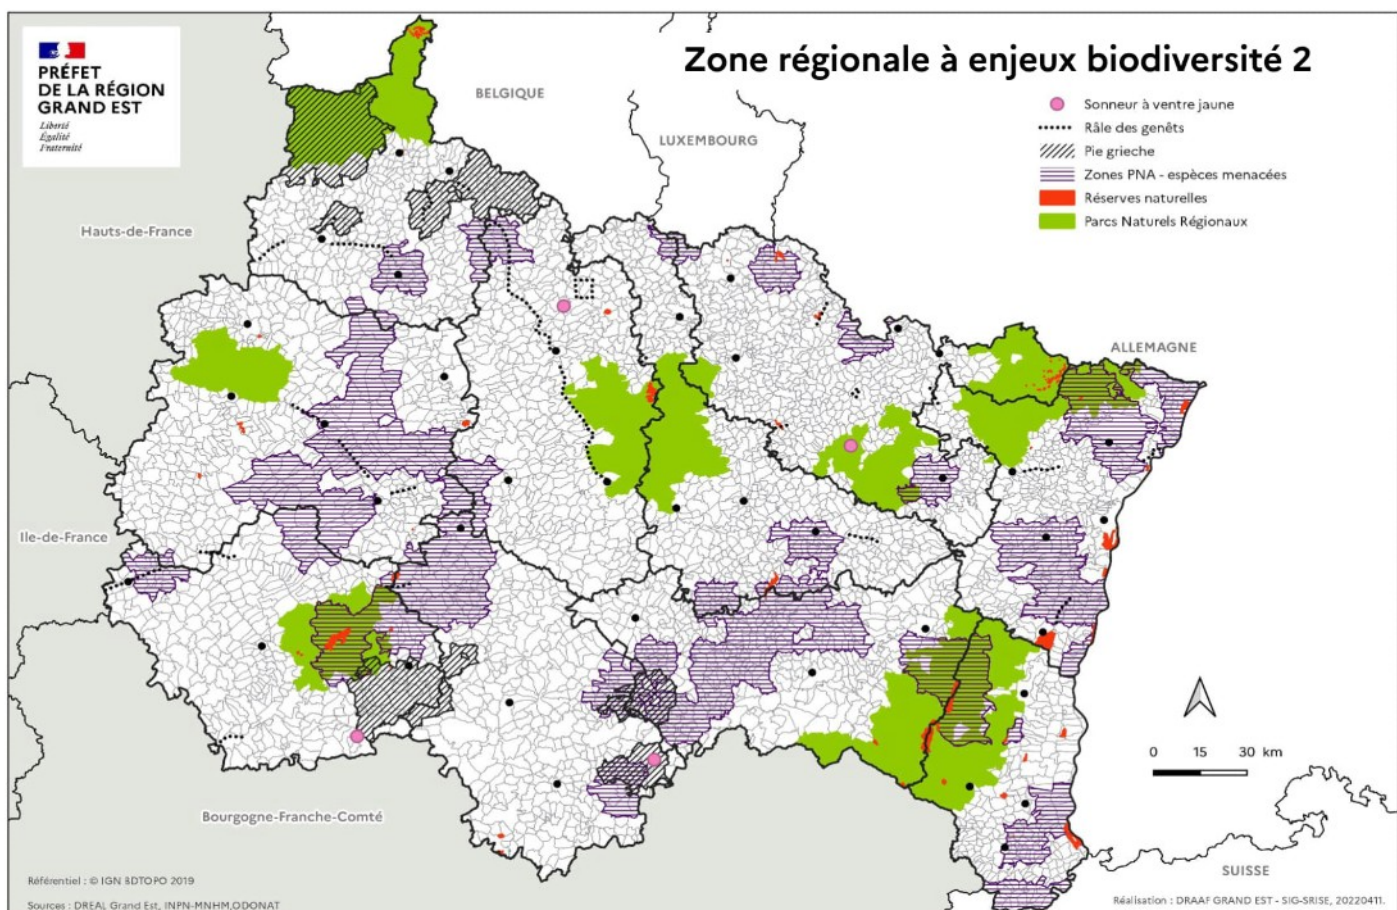 PRÉFET
DE LA RÉGION
GRAND EST
Liberté
Égalité
Fraternité
Zone régionale à enjeux biodiversité 2
Sonneur à ventre jaune
Râle des genêts
Pie grieche
Zones PNA - espèces menacées
Réserves naturelles
Parcs Naturels Régionaux
BELGIQUE
LUXEMBOURG
Hauts-de-France
ALLEMAGNE
Ile-de-France
0 15 30 km
Bourgogne-Franche-Comté
SUISSE
Référentiel : © IGN BDTOPO 2019
Sources : DREAL Grand Est, INPN-MNHM,ODONAT
Réalisation : DRAAF GRAND EST - SIG-SRISE, 20220411.